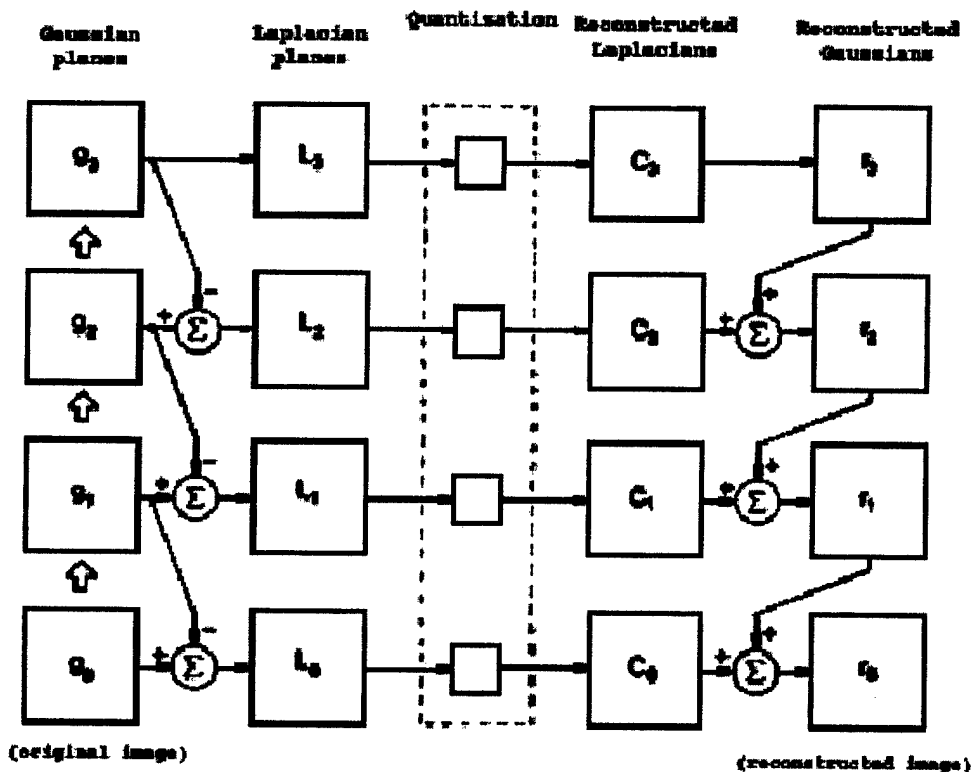 Gaussian planes
Laplacian planes
Quantisation
Reconstructed Laplacians
Reconstructed Gaussians
g3
L3
C3
r3
−
+
g2
+
Σ
L2
C2
+
Σ
r2
−
+
g1
+
Σ
L1
C1
+
Σ
r1
−
+
g0
+
Σ
L0
C0
+
Σ
r0
(original image)
(reconstructed image)